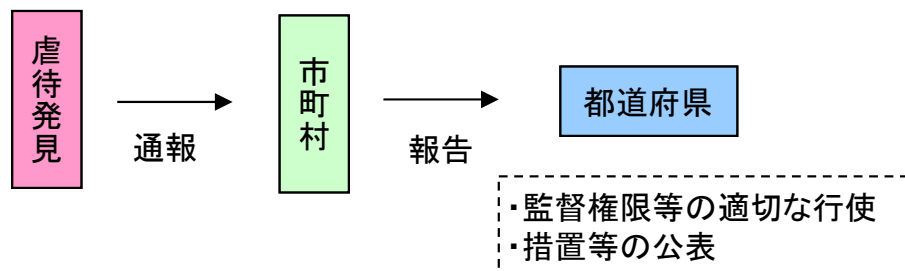 虐待発見
通報
市町村
報告
都道府県
・監督権限等の適切な行使
・措置等の公表